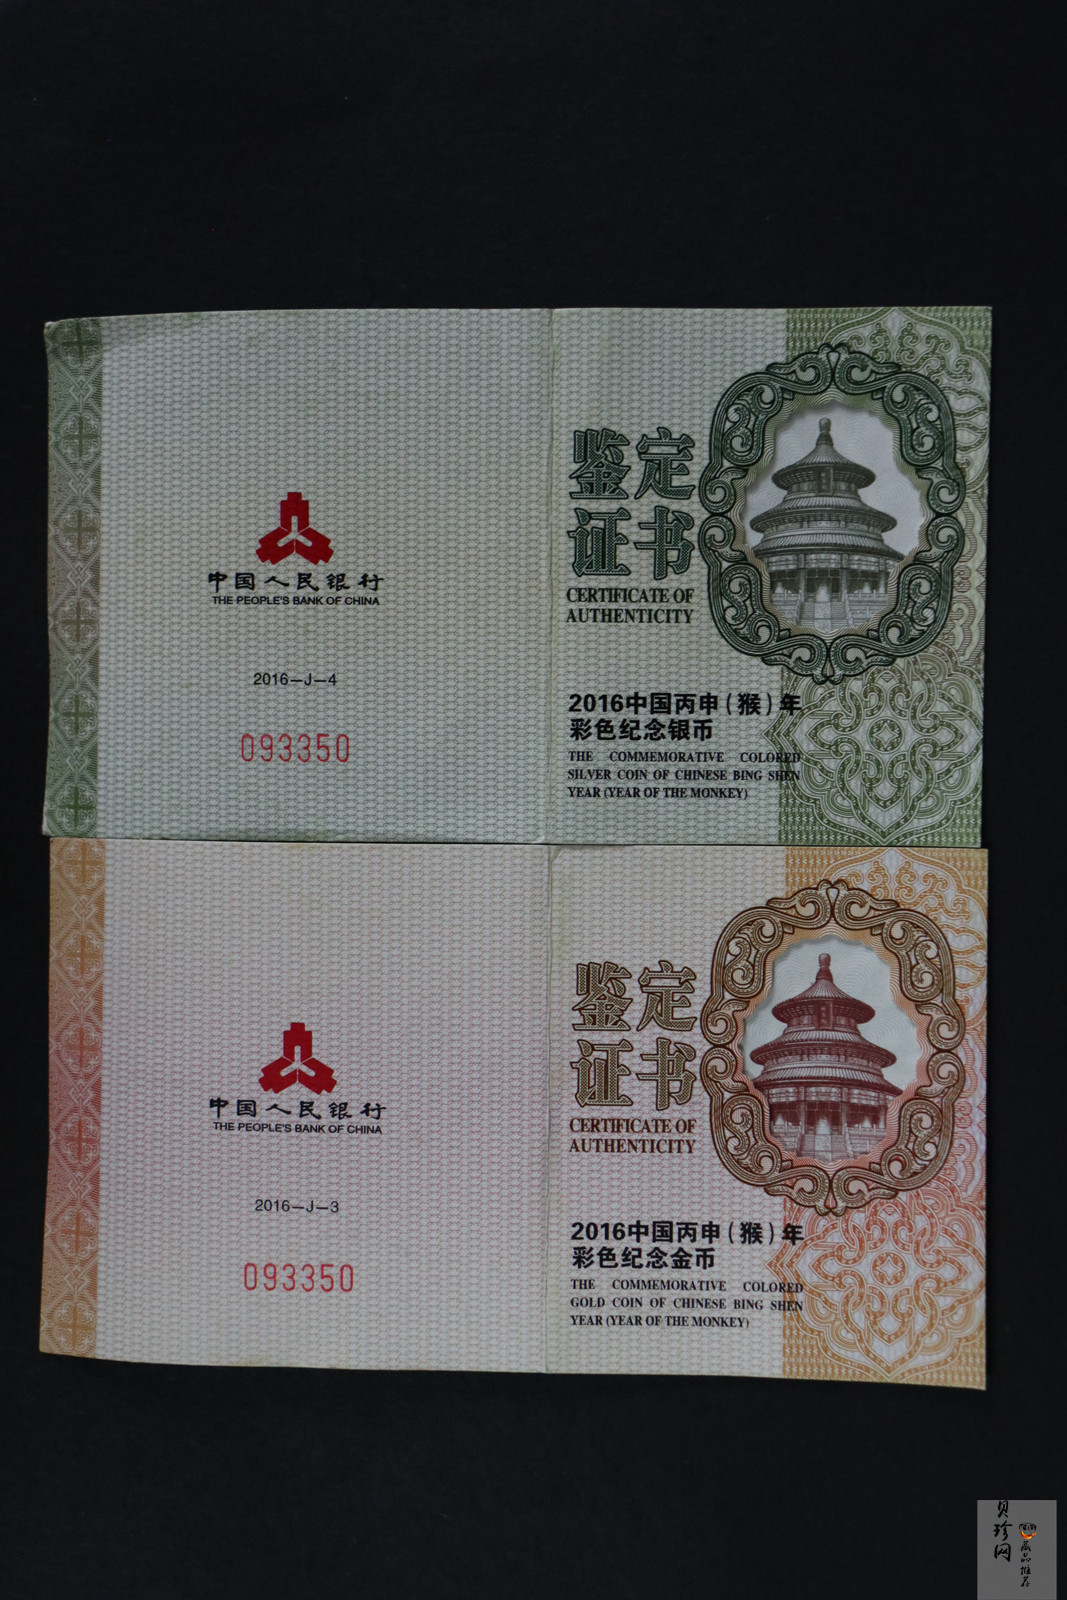 鉴定
证书
CERTIFICATE OF
AUTHENTICITY
中国人民银行
THE PEOPLE'S BANK OF CHINA
2016—J—4
093350
2016中国丙申(猴)年
彩色纪念银币
THE COMMEMORATIVE COLORED
SILVER COIN OF CHINESE BING SHEN
YEAR (YEAR OF THE MONKEY)
鉴定
证书
CERTIFICATE OF
AUTHENTICITY
中国人民银行
THE PEOPLE'S BANK OF CHINA
2016—J—3
093350
2016中国丙申(猴)年
彩色纪念金币
THE COMMEMORATIVE COLORED
GOLD COIN OF CHINESE BING SHEN
YEAR (YEAR OF THE MONKEY)
贝珍网
藏品推荐